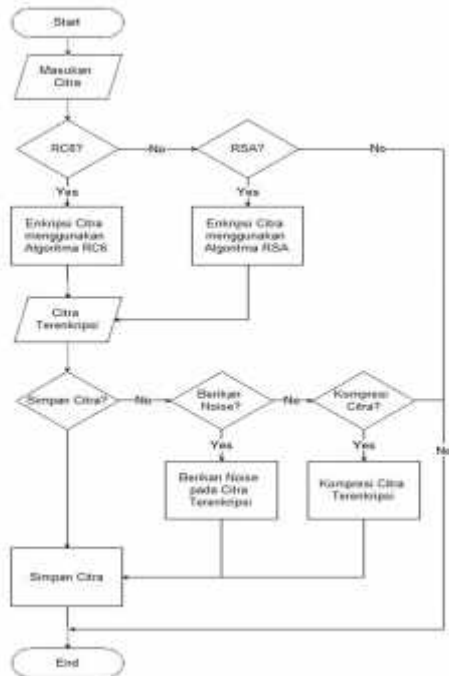 Start
Masukan
Citra
RC6?
No
RSA?
No
Yes
Yes
Enkripsi Citra
menggunakan
Algoritma RC6
Enkripsi Citra
menggunakan
Algoritma RSA
Citra
Terenkripsi
Simpan Citra?
No
Berikan
Noise?
No
Kompresi
Citra?
No
Yes
Yes
Yes
Berikan Noise
pada Citra
Terenkripsi
Kompresi Citra
Terenkripsi
Simpan Citra
End